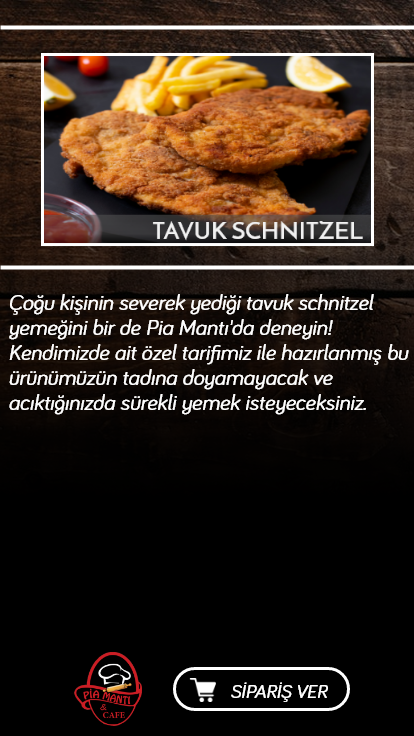 TAVUK SCHNITZEL
Çoğu kişinin severek yediği tavuk schnitzel
yemeğini bir de Pia Mantı'da deneyin!
Kendimizde ait özel tarifimiz ile hazırlanmış bu
ürünümüzün tadına doyamayacak ve
acıktığınızda sürekli yemek isteyeceksiniz.
PİA MANTI
&
CAFE
SİPARİŞ VER